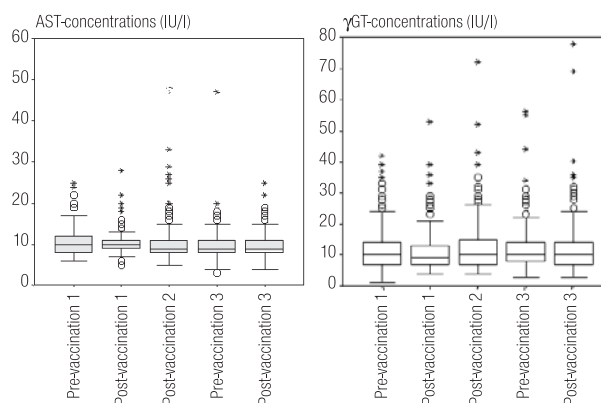 AST-concentrations (IU/l)
60
50
40
30
20
10
0
Pre-vaccination 1
Post-vaccination 1
Post-vaccination 2
Pre-vaccination 3
Post-vaccination 3
γGT-concentrations (IU/l)
80
70
60
50
40
30
20
10
0
Pre-vaccination 1
Post-vaccination 1
Post-vaccination 2
Pre-vaccination 3
Post-vaccination 3